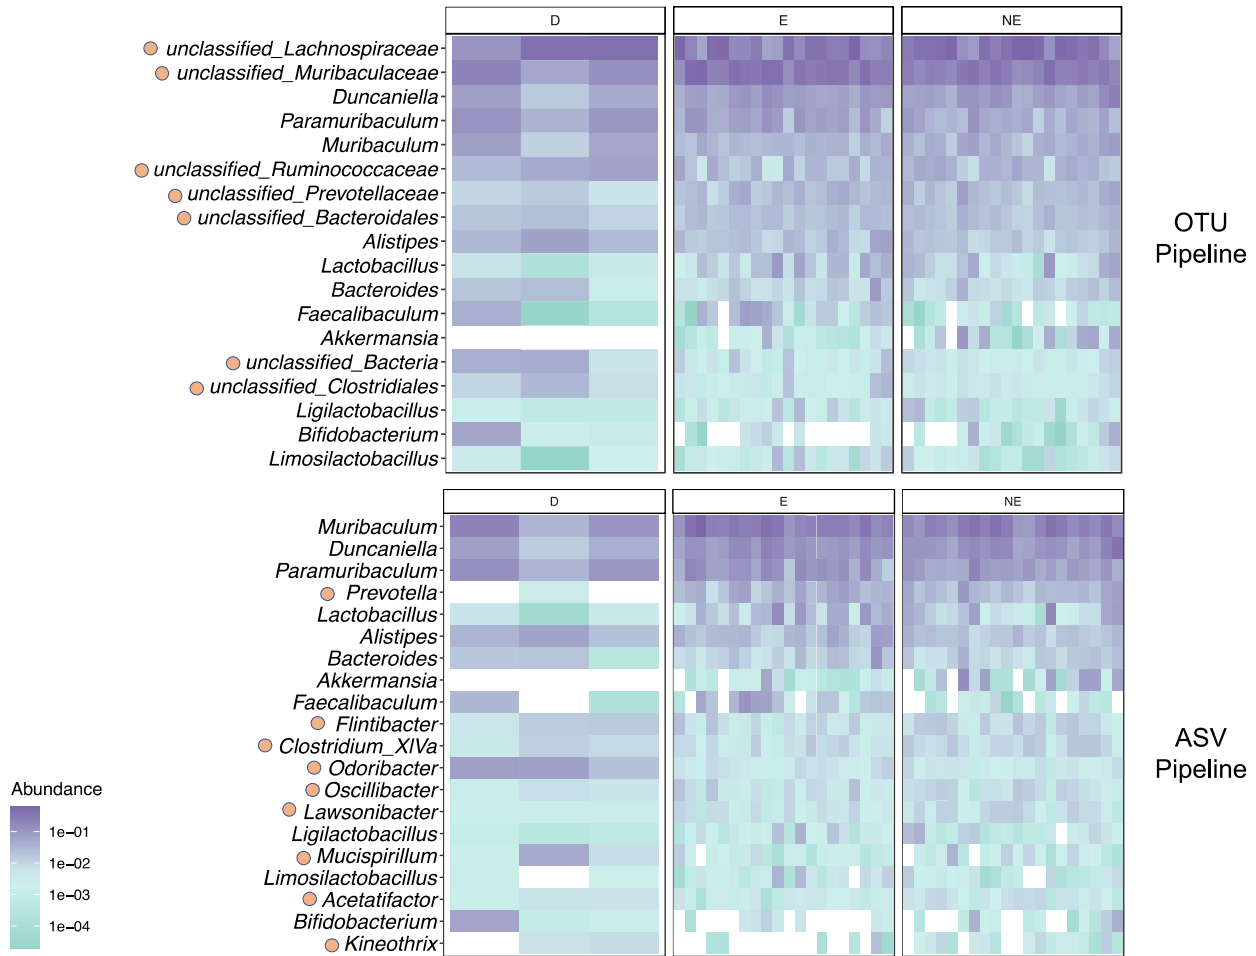 D E NE
unclassified_Lachnospiraceae
unclassified_Muribaculaceae
Duncaniella
Paramuribaculum
Muribaculum
unclassified_Ruminococcaceae
unclassified_Prevotellaceae
unclassified_Bacteroidales
Alistipes
Lactobacillus
Bacteroides
Faecalibaculum
Akkermansia
unclassified_Bacteria
unclassified_Clostridiales
Ligilactobacillus
Bifidobacterium
Limosilactobacillus
OTU
Pipeline
D E NE
Muribaculum
Duncaniella
Paramuribaculum
Prevotella
Lactobacillus
Alistipes
Bacteroides
Akkermansia
Faecalibaculum
Flintibacter
Clostridium_XIVa
Odoribacter
Oscillibacter
Lawsonibacter
Ligilactobacillus
Mucispirillum
Limosilactobacillus
Acetatifactor
Bifidobacterium
Kineothrix
ASV
Pipeline
Abundance
1e−01
1e−02
1e−03
1e−04